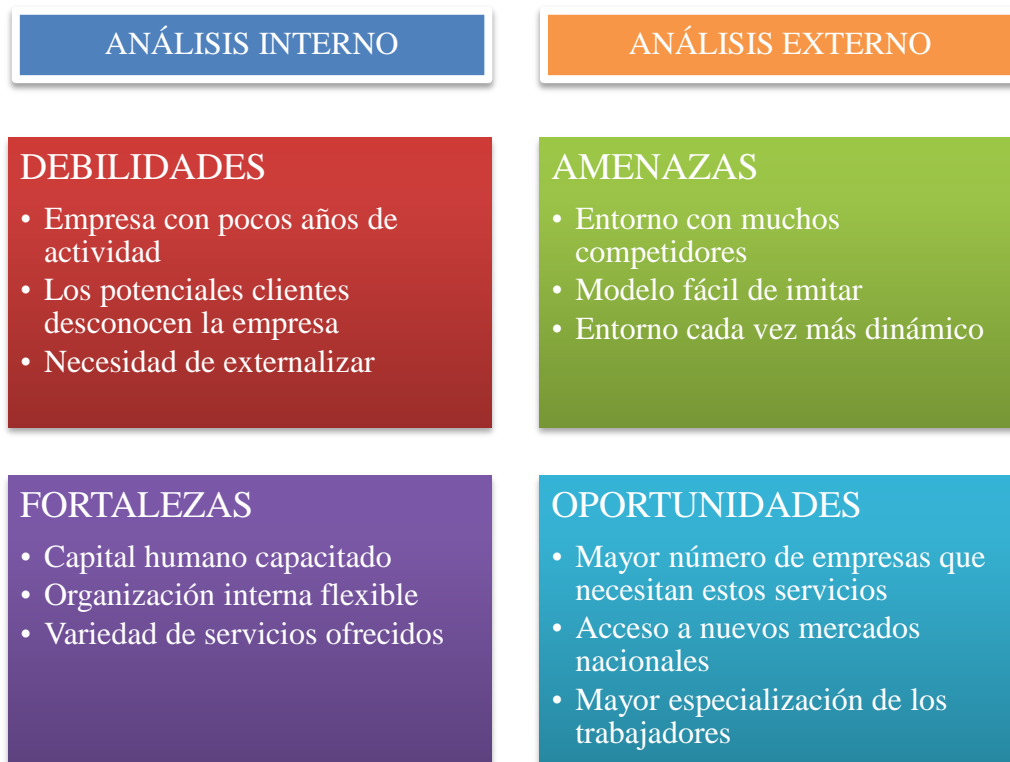 ANÁLISIS INTERNO
ANÁLISIS EXTERNO
DEBILIDADES
• Empresa con pocos años de
actividad
• Los potenciales clientes
desconocen la empresa
• Necesidad de externalizar
AMENAZAS
• Entorno con muchos
competidores
• Modelo fácil de imitar
• Entorno cada vez más dinámico
FORTALEZAS
• Capital humano capacitado
• Organización interna flexible
• Variedad de servicios ofrecidos
OPORTUNIDADES
• Mayor número de empresas que
necesitan estos servicios
• Acceso a nuevos mercados
nacionales
• Mayor especialización de los
trabajadores